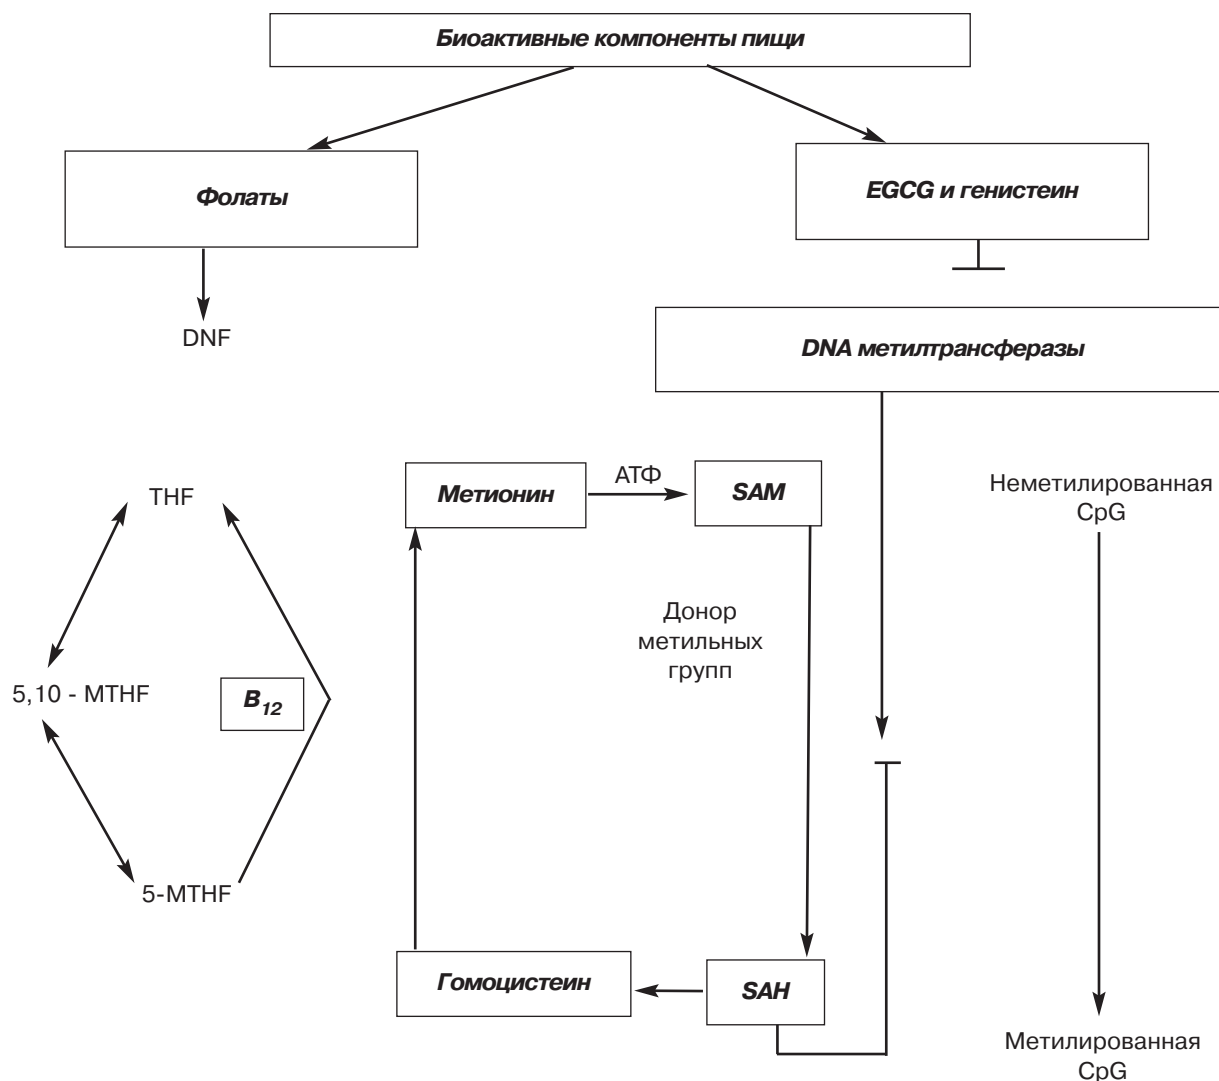 Биоактивные компоненты пищи
Фолаты
EGCG и генистеин
DNF
DNA метилтрансферазы
Метионин
АТФ
SAM
Неметилированная
CpG
THF
Донор
метильных
групп
5,10 - MTHF
B12
5-MTHF
Гомоцистеин
SAH
Метилированная
CpG